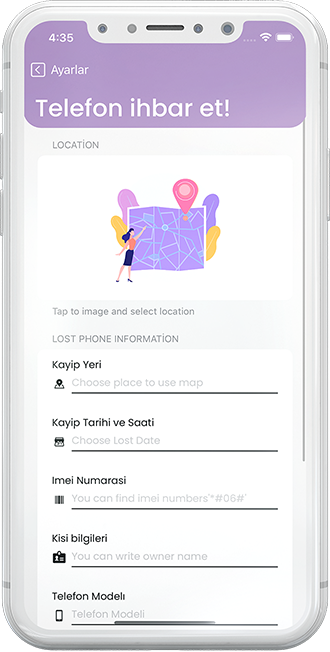 4:35
Ayarlar
Telefon ihbar et!
LOCATİON
Tap to image and select location
LOST PHONE INFORMATİON
Kayip Yeri
Choose place to use map
Kayip Tarihi ve Saati
Choose Lost Date
Imei Numarasi
You can find imei numbers'*#06#'
Kisi bilgileri
You can write owner name
Telefon Modelı
Telefon Modeli